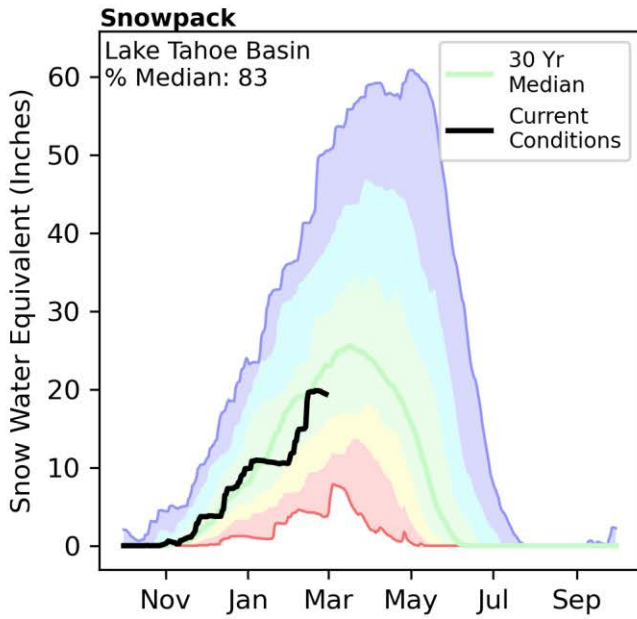 Snowpack
Lake Tahoe Basin
% Median: 83
30 Yr
Median
Current
Conditions
Snow Water Equivalent (Inches)
60
50
40
30
20
10
0
Nov Jan Mar May Jul Sep